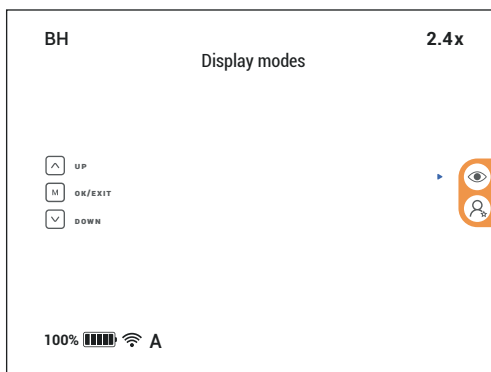 BH
2.4x
Display modes
UP
M OK/EXIT
DOWN
100% A